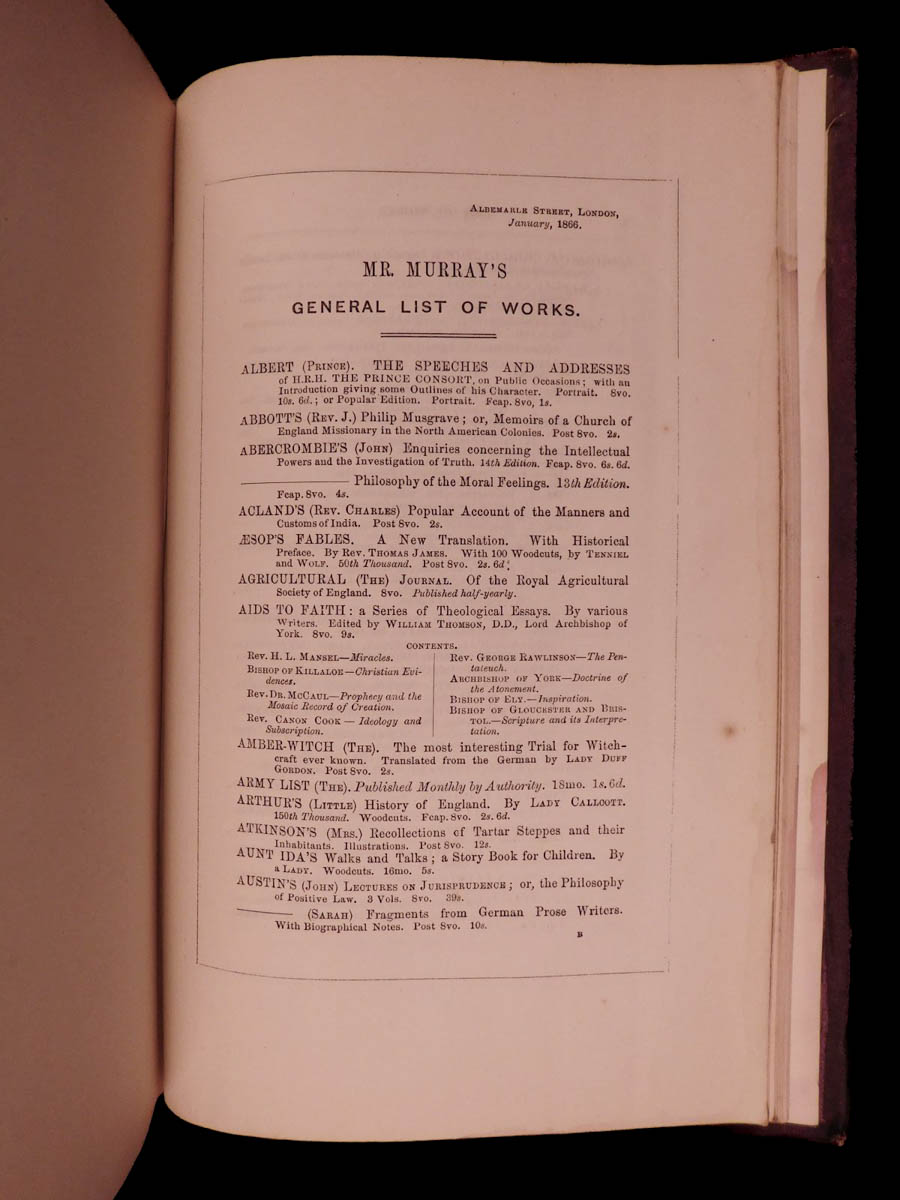 Albemarle Street, London,
January, 1866.
MR. MURRAY'S
GENERAL LIST OF WORKS.
ALBERT (Prince). THE SPEECHES AND ADDRESSES
of H.R.H. THE PRINCE CONSORT, on Public Occasions; with an
Introduction giving some Outlines of his Character. Portrait. 8vo.
10s. 6d.; or Popular Edition. Portrait. Fcap. 8vo, 1s.
ABBOTT'S (Rev. J.) Philip Musgrave; or, Memoirs of a Church of
England Missionary in the North American Colonies. Post 8vo. 2s.
ABERCROMBIE'S (John) Enquiries concerning the Intellectual
Powers and the Investigation of Truth. 14th Edition. Fcap. 8vo. 6s. 6d.
——— Philosophy of the Moral Feelings. 13th Edition.
Fcap. 8vo. 4s.
ACLAND'S (Rev. Charles) Popular Account of the Manners and
Customs of India. Post 8vo. 2s.
ÆSOP'S FABLES. A New Translation. With Historical
Preface. By Rev. Thomas James. With 100 Woodcuts, by Tenniel
and Wolf. 50th Thousand. Post 8vo. 2s. 6d.
AGRICULTURAL (The) Journal. Of the Royal Agricultural
Society of England. 8vo. Published half-yearly.
AIDS TO FAITH: a Series of Theological Essays. By various
Writers. Edited by William Thomson, D.D., Lord Archbishop of
York. 8vo. 9s.
CONTENTS.
Rev. H. L. Mansel—Miracles.
Bishop of Killaloe—Christian Evi-
dences.
Rev. Dr. McCaul—Prophecy and the
Mosaic Record of Creation.
Rev. Canon Cook — Ideology and
Subscription.
Rev. George Rawlinson—The Pen-
tateuch.
Archbishop of York—Doctrine of
the Atonement.
Bishop of Ely.—Inspiration.
Bishop of Gloucester and Bris-
tol.—Scripture and its Interpre-
tation.
AMBER-WITCH (The). The most interesting Trial for Witch-
craft ever known. Translated from the German by Lady Duff
Gordon. Post 8vo. 2s.
ARMY LIST (The). Published Monthly by Authority. 18mo. 1s. 6d.
ARTHUR'S (Little) History of England. By Lady Callcott.
150th Thousand. Woodcuts. Fcap. 8vo. 2s. 6d.
ATKINSON'S (Mrs.) Recollections of Tartar Steppes and their
Inhabitants. Illustrations. Post 8vo. 12s.
AUNT IDA'S Walks and Talks; a Story Book for Children. By
a Lady. Woodcuts. 16mo. 5s.
AUSTIN'S (John) Lectures on Jurisprudence; or, the Philosophy
of Positive Law. 3 Vols. 8vo. 39s.
——— (Sarah) Fragments from German Prose Writers.
With Biographical Notes. Post 8vo. 10s.
B